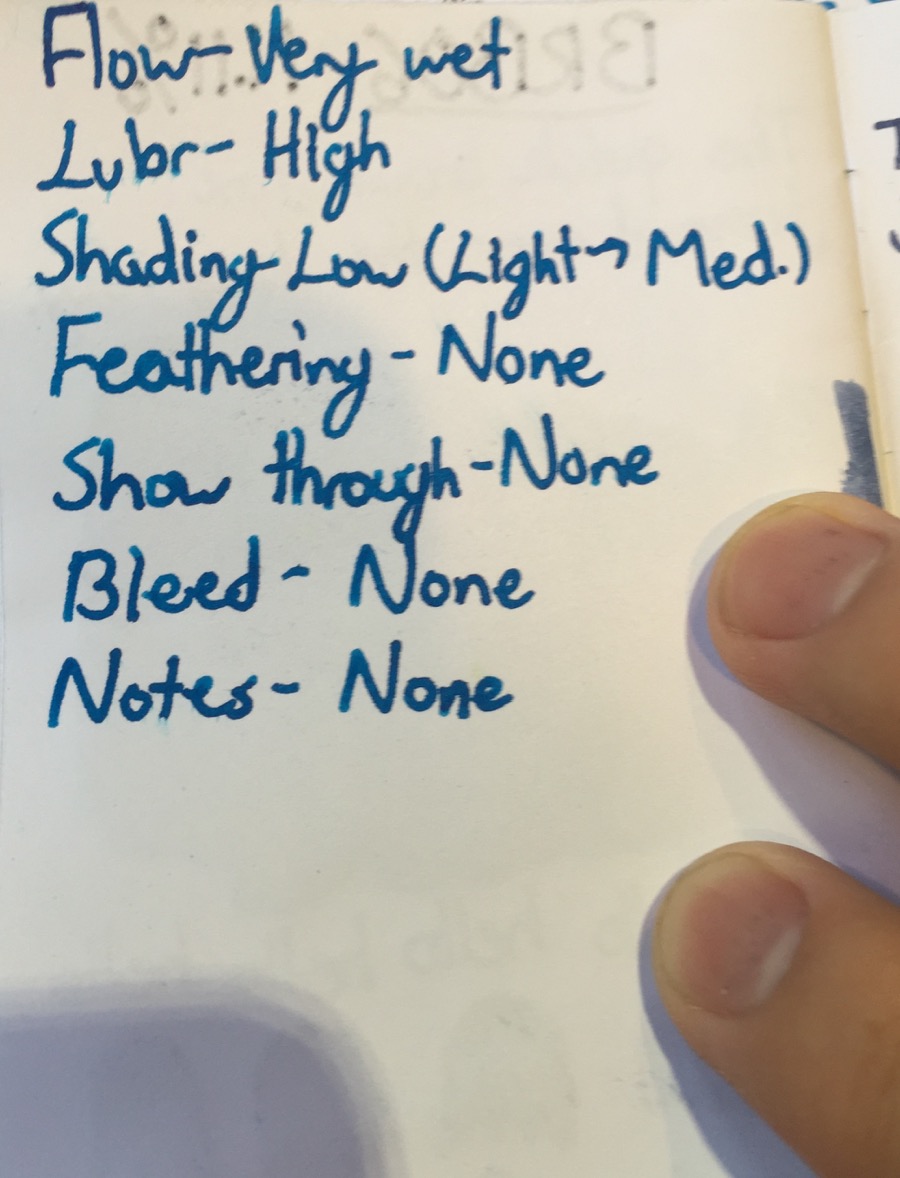 Flow- Very wet
Lubr- High
Shading- Low (Light→ Med.)
Feathering - None
Show through - None
Bleed - None
Notes - None